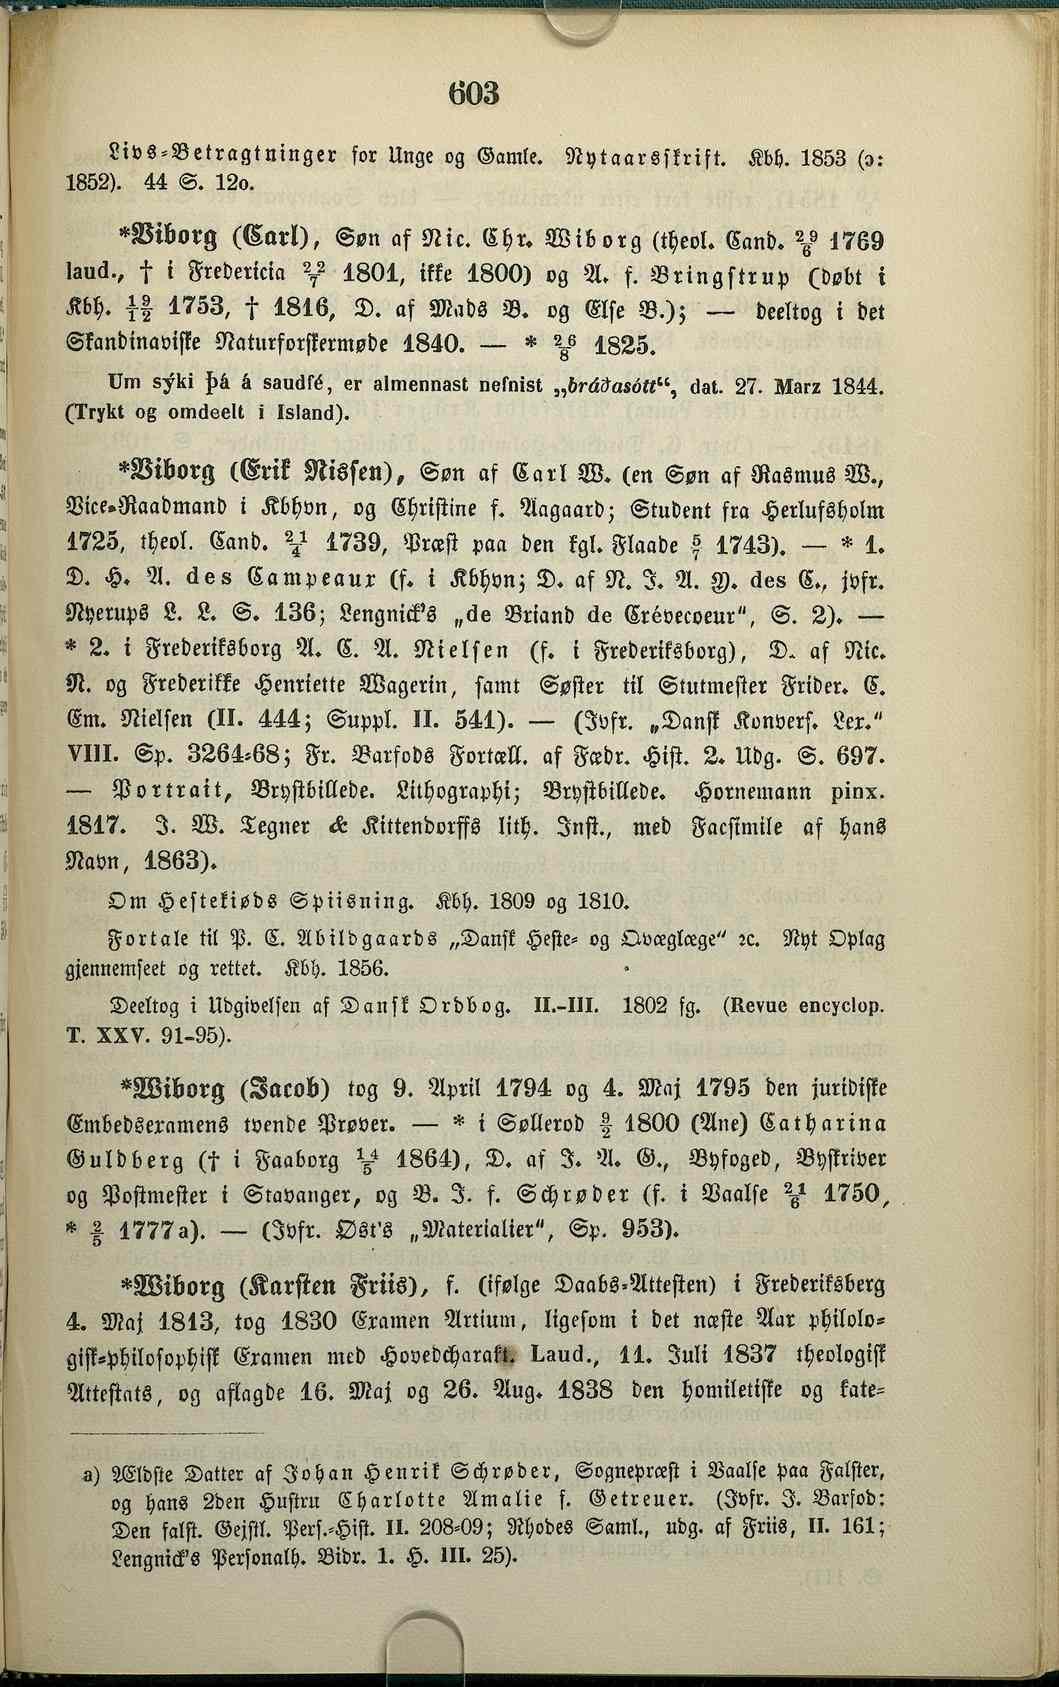 603
Livs-Betragtninger for Unge og Gamle. Nytaarsskrift. Kbh. 1853 (ɔ:
1852). 44 S. 12o.
*Viborg (Carl), Søn af Nic. Chr. Wiborg (theol. Cand. 29/6 1769
laud., † i Fredericia 22/7 1801, ikke 1800) og A. f. Bringstrup (døbt i
Kbh. 19/12 1753, † 1816, D. af Mads B. og Else B.); — deeltog i det
Skandinaviske Naturforskermøde 1840. — * 26/8 1825.
Um sýki þá á saudfé, er almennast nefnist „bráðasótt“, dat. 27. Marz 1844.
(Trykt og omdeelt i Island).
*Viborg (Erik Nissen), Søn af Carl W. (en Søn af Rasmus W.,
Vice-Raadmand i Kbhvn, og Christine f. Aagaard; Student fra Herlufsholm
1725, theol. Cand. 21/4 1739, Præst paa den kgl. Flaade 5/7 1743). — * 1.
D. H. A. des Campeaux (f. i Kbhvn; D. af N. J. A. Y. des C., jvfr.
Nyerups L. L. S. 136; Lengnick's „de Briand de Crévecoeur“, S. 2). —
* 2. i Frederiksborg A. C. A. Nielsen (f. i Frederiksborg), D. af Nic.
N. og Frederikke Henriette Wagerin, samt Søster til Stutmester Frider. C.
Em. Nielsen (II. 444; Suppl. II. 541). — (Jvfr. „Dansk Konvers. Lex.“
VIII. Sp. 3264-68; Fr. Barfods Fortæll. af Fædr. Hist. 2. Udg. S. 697.
— Portrait, Brystbillede. Lithographi; Brystbillede. Hornemann pinx.
1817. J. W. Tegner & Kittendorffs lith. Inst., med Facsimile af hans
Navn, 1863).
Om Hestekiøds Spiisning. Kbh. 1809 og 1810.
Fortale til P. C. Abildgaards „Dansk Heste- og Qvæglæge“ ꝛc. Nyt Oplag
gjennemseet og rettet. Kbh. 1856.
Deeltog i Udgivelsen af Dansk Ordbog. II.-III. 1802 fg. (Revue encyclop.
T. XXV. 91-95).
*Wiborg (Jacob) tog 9. April 1794 og 4. Maj 1795 den juridiske
Embedsexamens tvende Prøver. — * i Søllerod 9/2 1800 (Ane) Catharina
Guldberg († i Faaborg 14/5 1864), D. af J. A. G., Byfoged, Byskriver
og Postmester i Stavanger, og B. J. f. Schrøder (f. i Vaalse 21/6 1750,
* 2/5 1777 a). — (Jvfr. Øst's „Materialier“, Sp. 953).
*Wiborg (Karsten Friis), f. (ifølge Daabs-Attesten) i Frederiksberg
4. Maj 1813, tog 1830 Examen Artium, ligesom i det næste Aar philolo-
gisk-philosophisk Examen med Hovedcharakt. Laud., 11. Juli 1837 theologisk
Attestats, og aflagde 16. Maj og 26. Aug. 1838 den homiletiske og kate-
a) Ældste Datter af Johan Henrik Schrøder, Sognepræst i Vaalse paa Falster,
og hans 2den Hustru Charlotte Amalie f. Getreuer. (Jvfr. J. Barfod:
Den falst. Gejstl. Pers.-Hist. II. 208-09; Rhodes Saml., udg. af Friis, II. 161;
Lengnick's Personalh. Bidr. 1. H. III. 25).